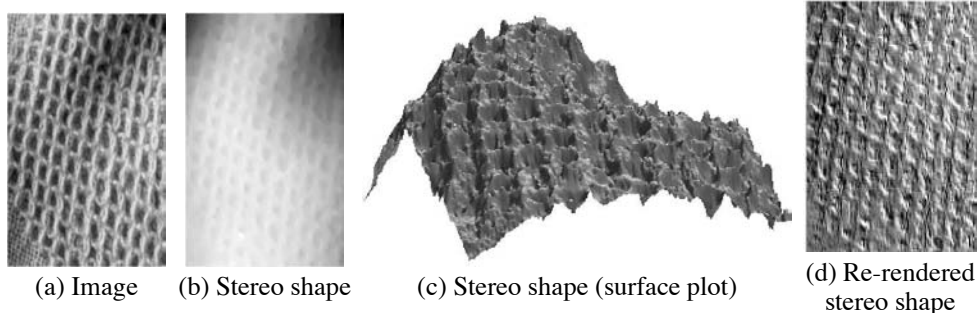 (a) Image
(b) Stereo shape
(c) Stereo shape (surface plot)
(d) Re-rendered
stereo shape